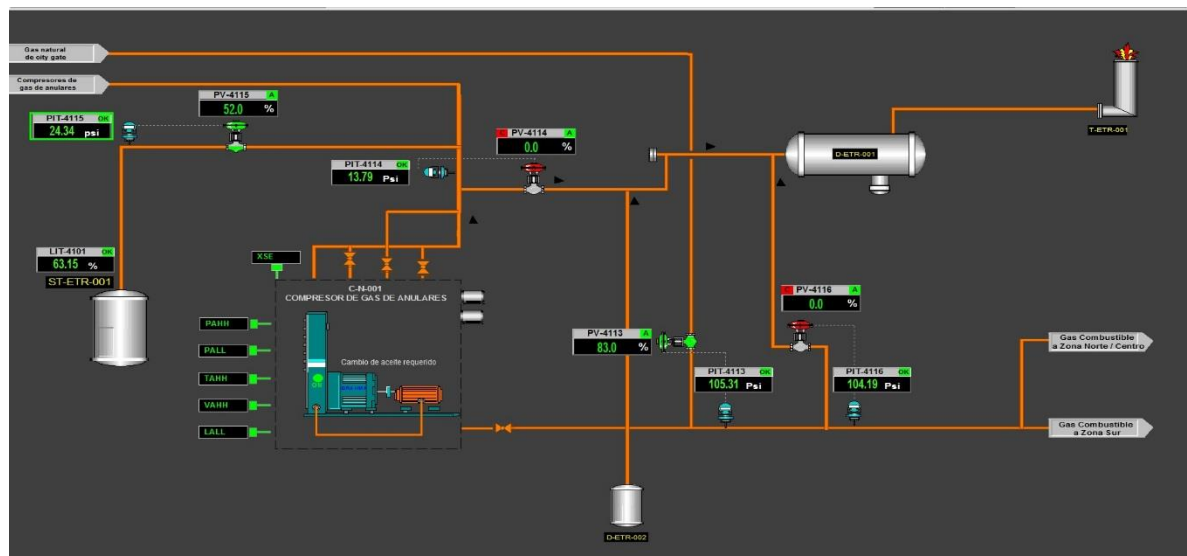 Gas natural
de city gate
Compresores de
gas de anulares
PV-4115 A
52.0 %
PIT-4115 OK
24.34 psi
C PV-4114 A
0.0 %
PIT-4114 OK
13.79 Psi
D-ETR-001
T-ETR-001
LIT-4101 OK
63.15 %
ST-ETR-001
XSE
C-N-001
COMPRESOR DE GAS DE ANULARES
PAHH
PALL
TAHH
VAHH
LALL
Cambio de aceite requerido
C PV-4116 A
0.0 %
PV-4113 A
83.0 %
PIT-4113 OK
105.31 Psi
PIT-4116 OK
104.19 Psi
Gas Combustible
a Zona Norte / Centro
Gas Combustible
a Zona Sur
D-ETR-002